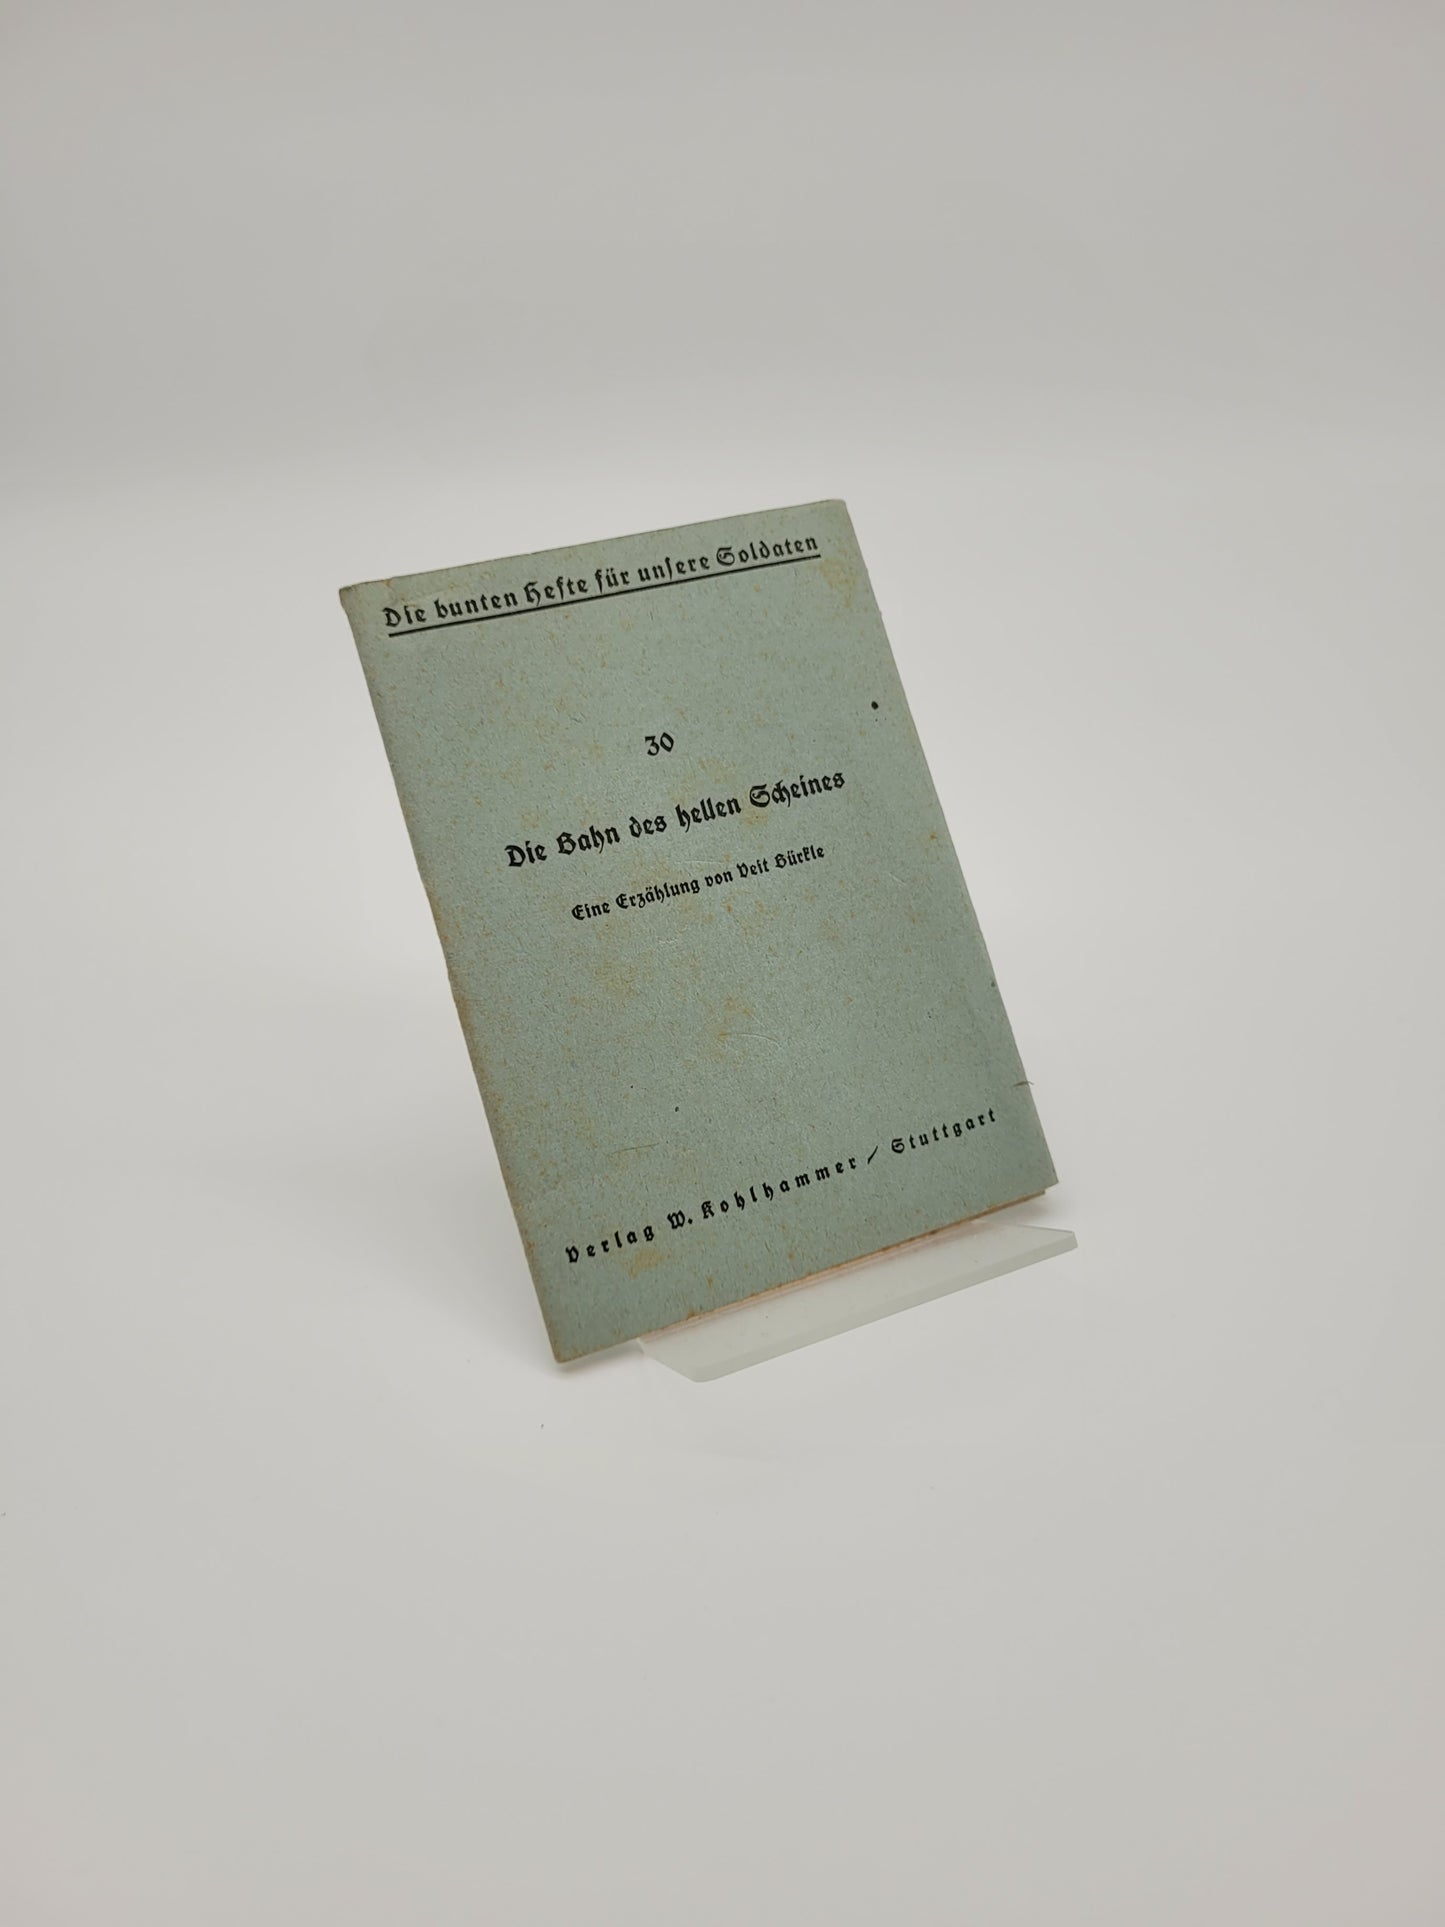 Die bunten Hefte für unſere Soldaten
30
Die Bahn des hellen Scheines
Eine Erzählung von Veit Bürkle
Verlag W. Kohlhammer / Stuttgart